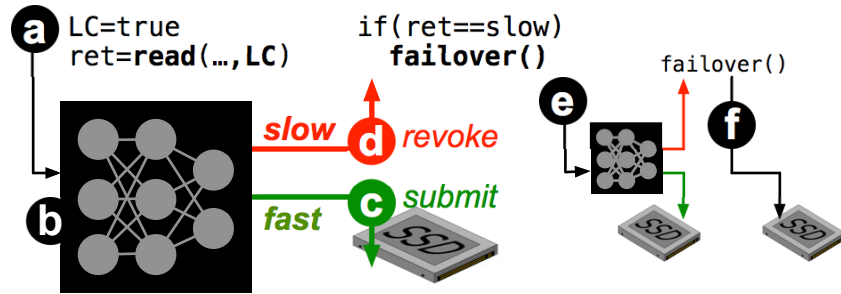 a
LC=true
ret=read(…,LC)
if(ret==slow)
failover()
b
slow
d
revoke
fast
c
submit
SSD
e
failover()
f
SSD
SSD